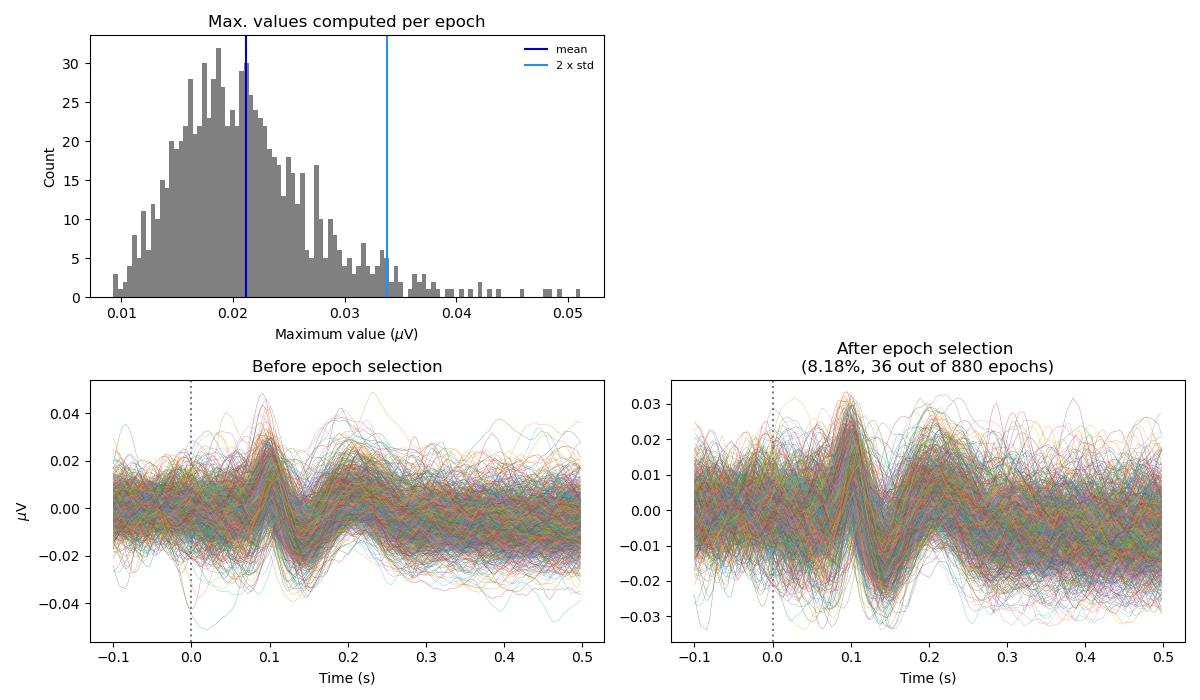 Max. values computed per epoch
mean
2 x std
Count
30
25
20
15
10
5
0
0.01 0.02 0.03 0.04 0.05
Maximum value (μV)
Before epoch selection
μV
0.04
0.02
0.00
−0.02
−0.04
−0.1 0.0 0.1 0.2 0.3 0.4 0.5
Time (s)
After epoch selection
(8.18%, 36 out of 880 epochs)
0.03
0.02
0.01
0.00
−0.01
−0.02
−0.03
−0.1 0.0 0.1 0.2 0.3 0.4 0.5
Time (s)